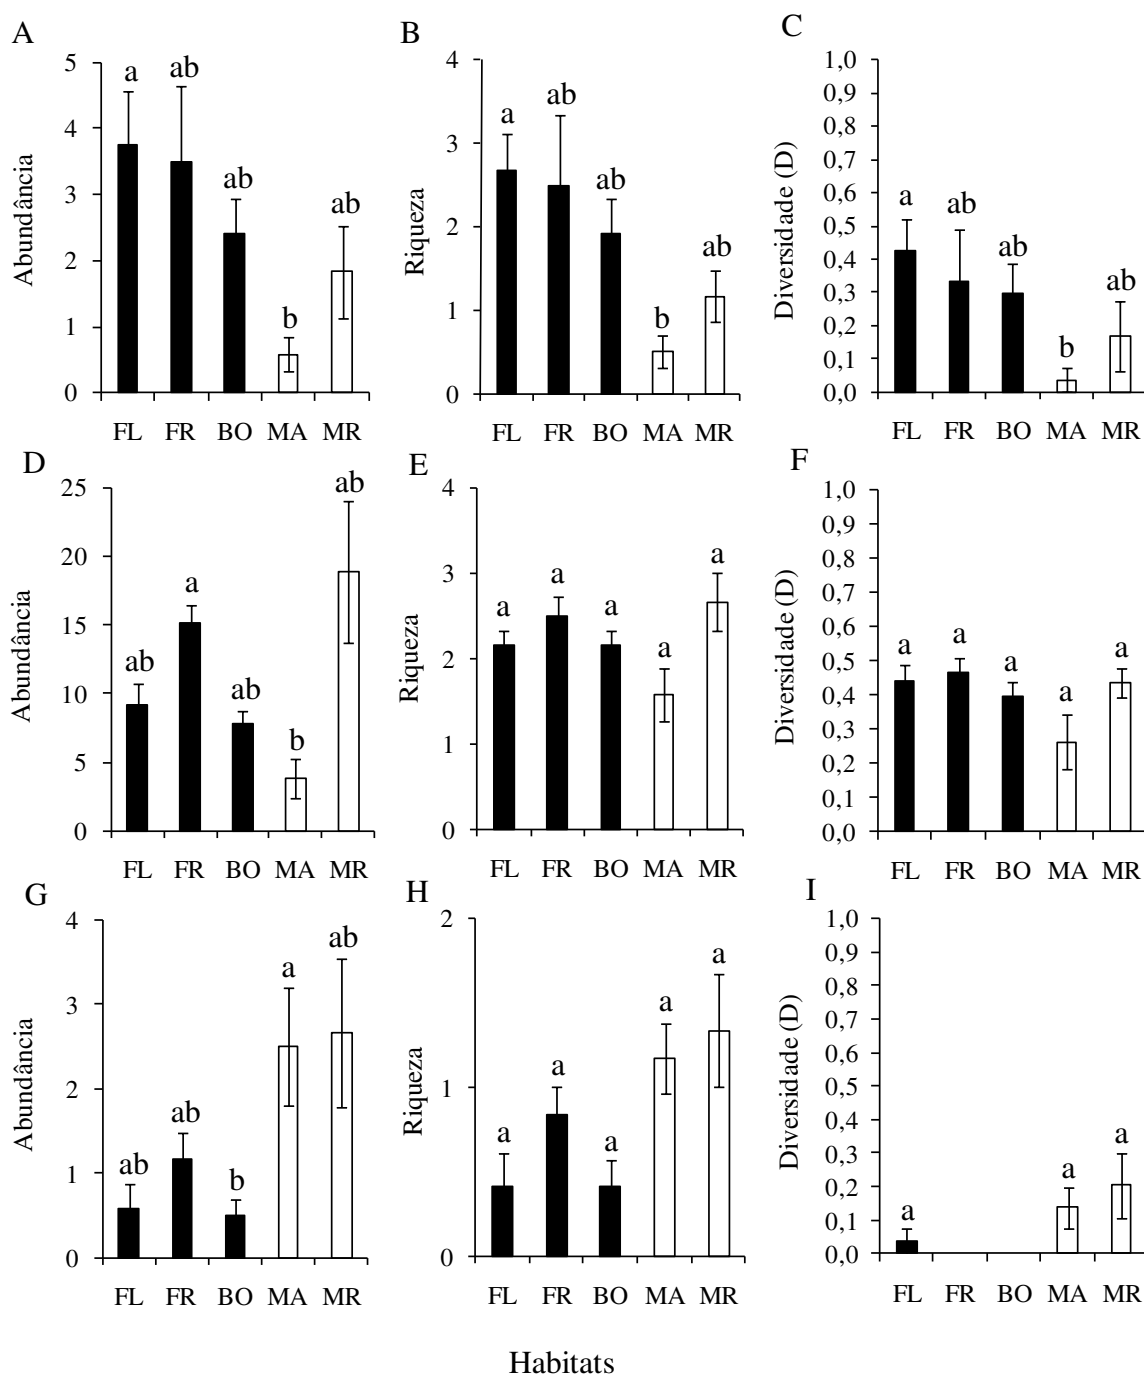 A
Abundância
5
4
3
2
1
0
a
ab
ab
b
ab
FL FR BO MA MR
B
Riqueza
4
3
2
1
0
a
ab
ab
b
ab
FL FR BO MA MR
C
Diversidade (D)
1,0
0,9
0,8
0,7
0,6
0,5
0,4
0,3
0,2
0,1
0,0
a
ab
ab
b
ab
FL FR BO MA MR
D
Abundância
25
20
15
10
5
0
ab
a
ab
b
ab
FL FR BO MA MR
E
Riqueza
4
3
2
1
0
a
a
a
a
a
FL FR BO MA MR
F
Diversidade (D)
1,0
0,9
0,8
0,7
0,6
0,5
0,4
0,3
0,2
0,1
0,0
a
a
a
a
a
FL FR BO MA MR
G
Abundância
4
3
2
1
0
ab
ab
b
a
ab
FL FR BO MA MR
H
Riqueza
2
1
0
a
a
a
a
a
FL FR BO MA MR
I
Diversidade (D)
1,0
0,9
0,8
0,7
0,6
0,5
0,4
0,3
0,2
0,1
0,0
a
a
a
FL FR BO MA MR
Habitats